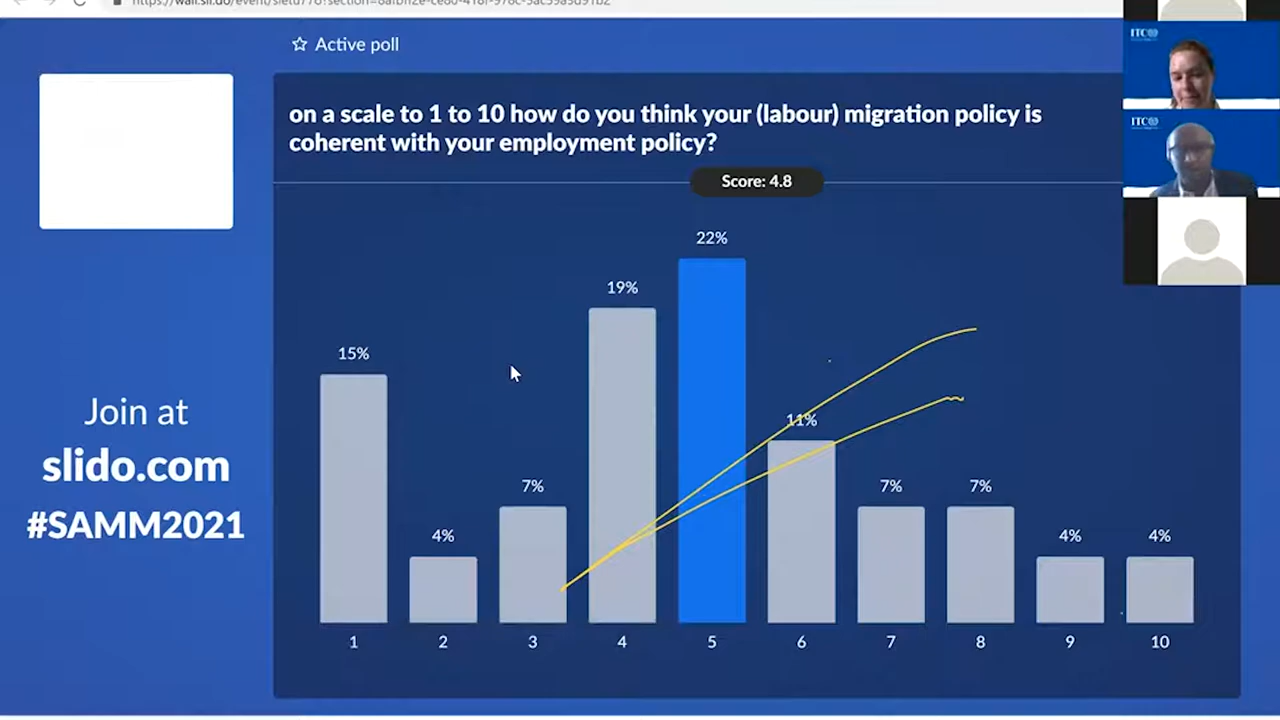 Active poll
on a scale to 1 to 10 how do you think your (labour) migration policy is
coherent with your employment policy?
Score: 4.8
22%
19%
15%
11%
7%
7%
7%
4%
4%
4%
1 2 3 4 5 6 7 8 9 10
Join at
slido.com
#SAMM2021
ITC
ITC